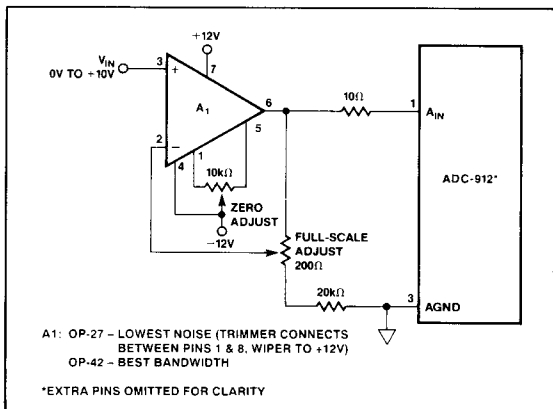 +12V
V_IN
0V TO +10V
3
+
7
A1
6
5
2
−
4
1
10kΩ
ZERO
ADJUST
−12V
10Ω
1
A_IN
ADC-912*
FULL-SCALE
ADJUST
200Ω
20kΩ
3
AGND
A1: OP-27 – LOWEST NOISE (TRIMMER CONNECTS
BETWEEN PINS 1 & 8, WIPER TO +12V)
OP-42 – BEST BANDWIDTH
*EXTRA PINS OMITTED FOR CLARITY